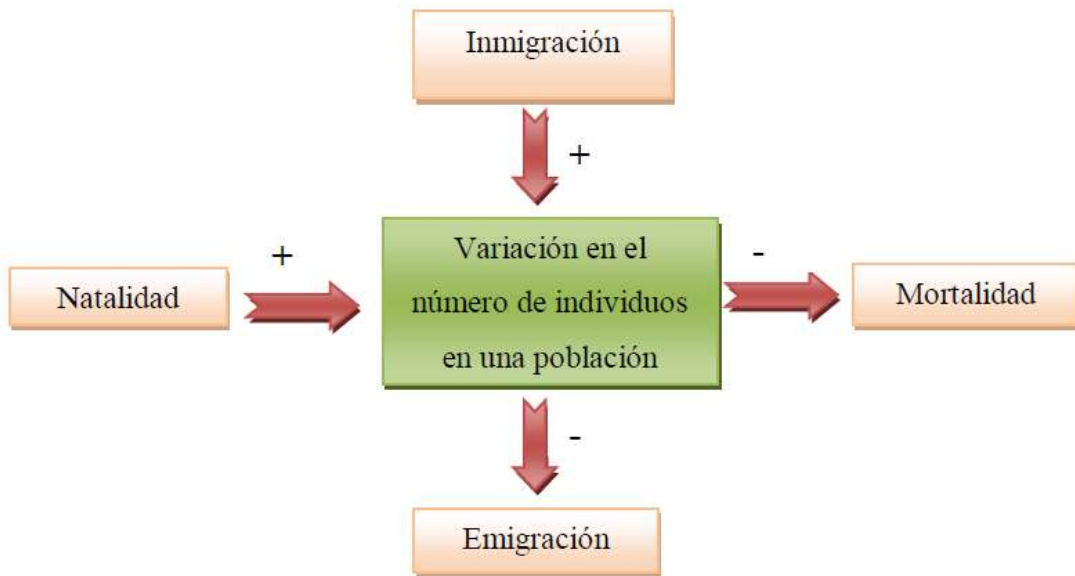 Inmigración
+
Natalidad
+
Variación en el
número de individuos
en una población
-
Mortalidad
-
Emigración